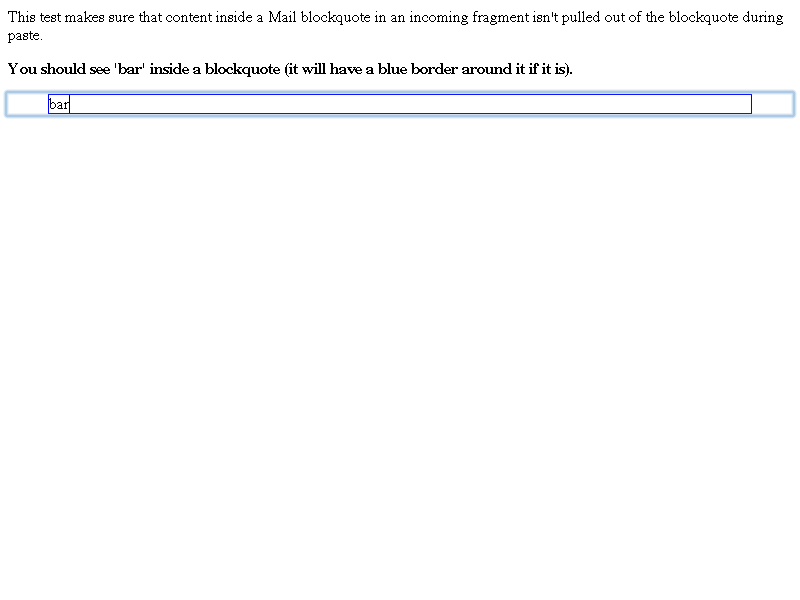 This test makes sure that content inside a Mail blockquote in an incoming fragment isn't pulled out of the blockquote during
paste.
You should see 'bar' inside a blockquote (it will have a blue border around it if it is).
bar